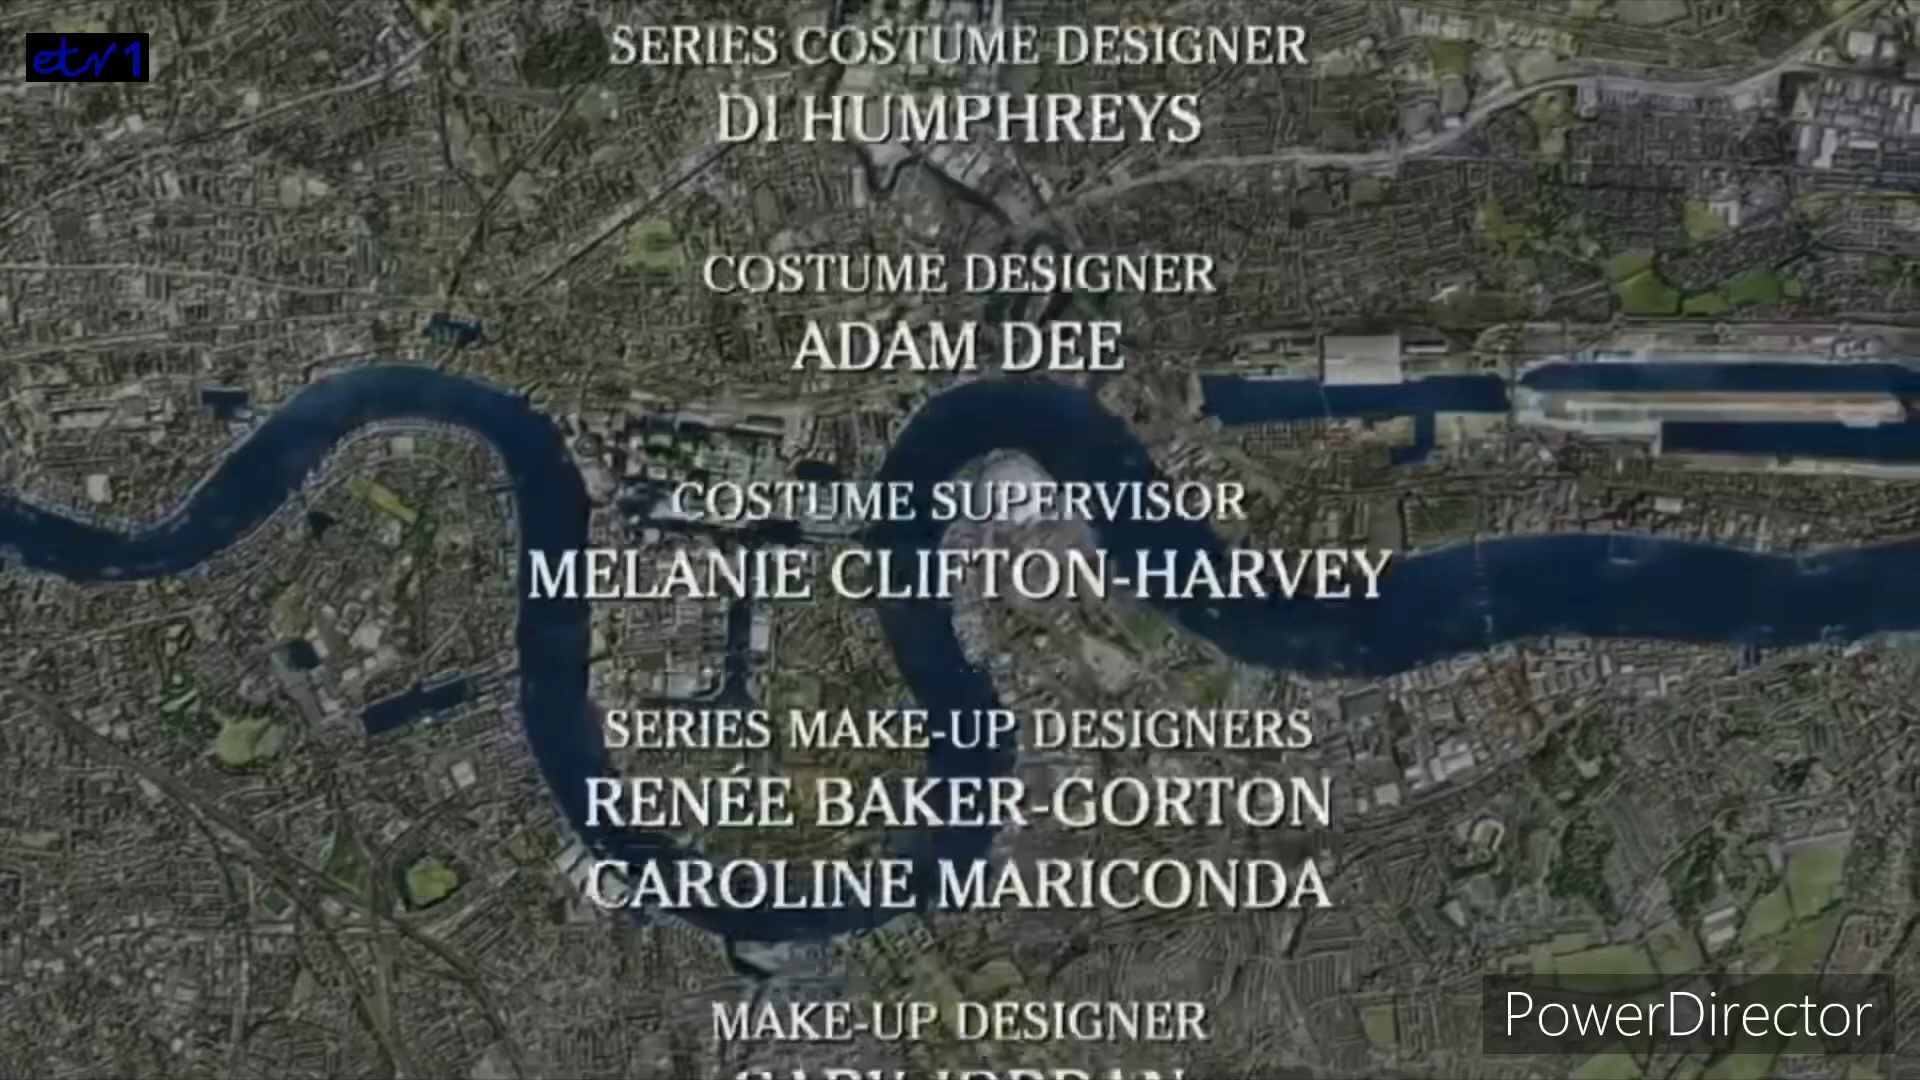 etv1
SERIES COSTUME DESIGNER
DI HUMPHREYS
COSTUME DESIGNER
ADAM DEE
COSTUME SUPERVISOR
MELANIE CLIFTON-HARVEY
SERIES MAKE-UP DESIGNERS
RENÉE BAKER-GORTON
CAROLINE MARICONDA
MAKE-UP DESIGNER
PowerDirector